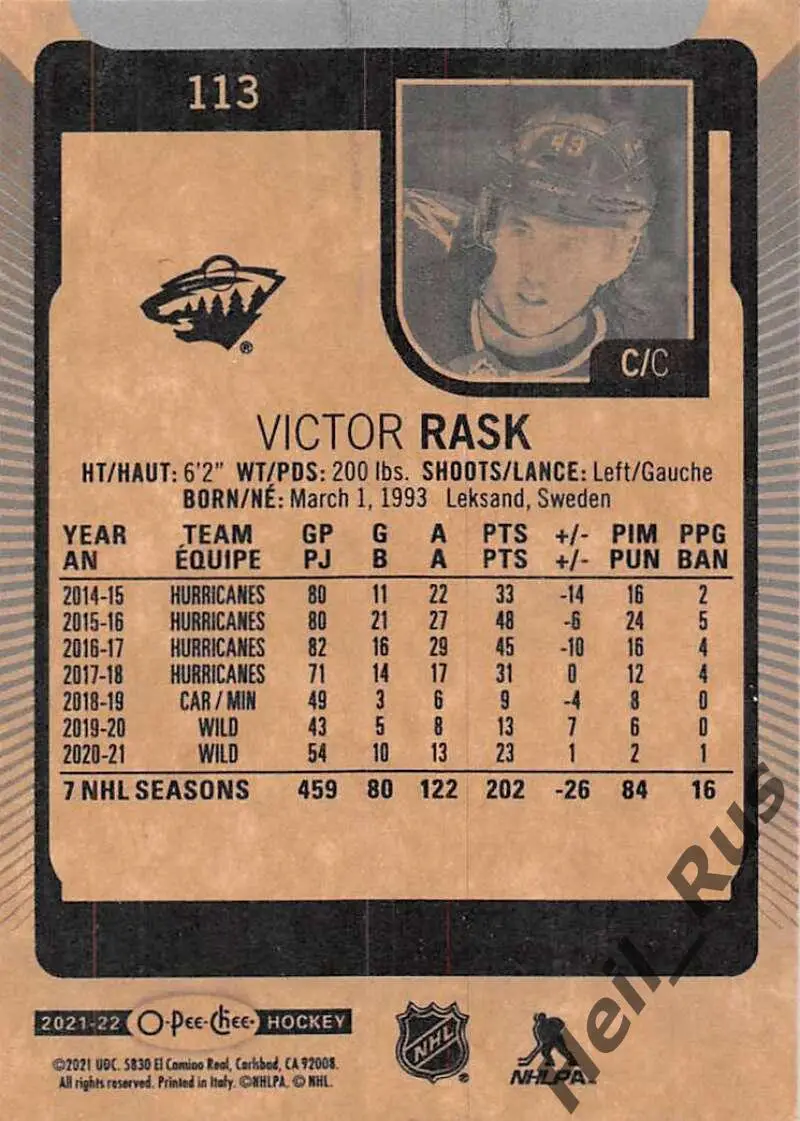 113
49
C/C
®
VICTOR RASK
HT/HAUT: 6'2" WT/PDS: 200 lbs. SHOOTS/LANCE: Left/Gauche
BORN/NÉ: March 1, 1993 Leksand, Sweden
YEAR TEAM GP G A PTS +/- PIM PPG
AN ÉQUIPE PJ B A PTS +/- PUN BAN
2014-15 HURRICANES 80 11 22 33 -14 16 2
2015-16 HURRICANES 80 21 27 48 -6 24 5
2016-17 HURRICANES 82 16 29 45 -10 16 4
2017-18 HURRICANES 71 14 17 31 0 12 4
2018-19 CAR / MIN 49 3 6 9 -4 8 0
2019-20 WILD 43 5 8 13 7 6 0
2020-21 WILD 54 10 13 23 1 2 1
7 NHL SEASONS 459 80 122 202 -26 84 16
Neil_Rus
2021-22 O-Pee-Chee HOCKEY
NHL
NHLPA
©2021 UDC. 5830 El Camino Real, Carlsbad, CA 92008.
All rights reserved. Printed in Italy. ©NHLPA. © NHL.